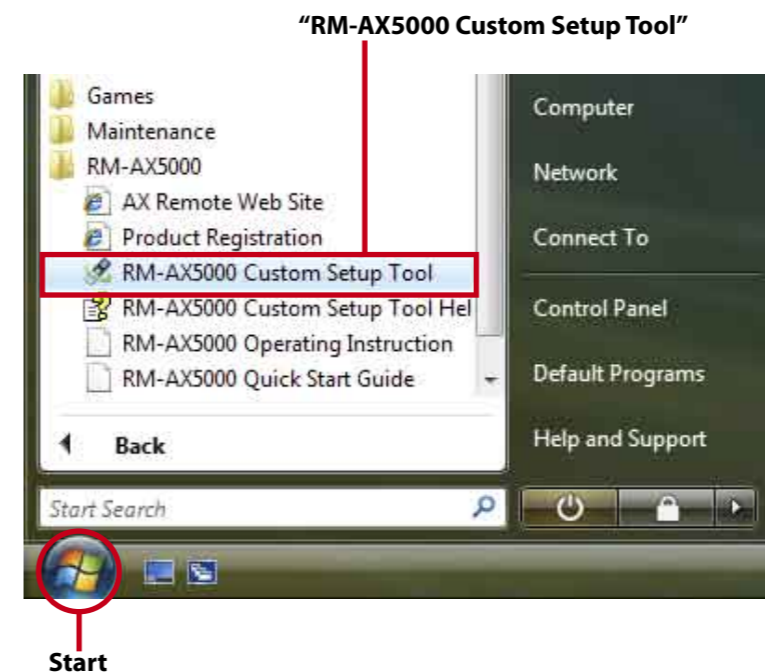 “RM-AX5000 Custom Setup Tool”
Games
Maintenance
RM-AX5000
AX Remote Web Site
Product Registration
RM-AX5000 Custom Setup Tool
RM-AX5000 Custom Setup Tool Hel
RM-AX5000 Operating Instruction
RM-AX5000 Quick Start Guide
Back
Start Search
Computer
Network
Connect To
Control Panel
Default Programs
Help and Support
Start